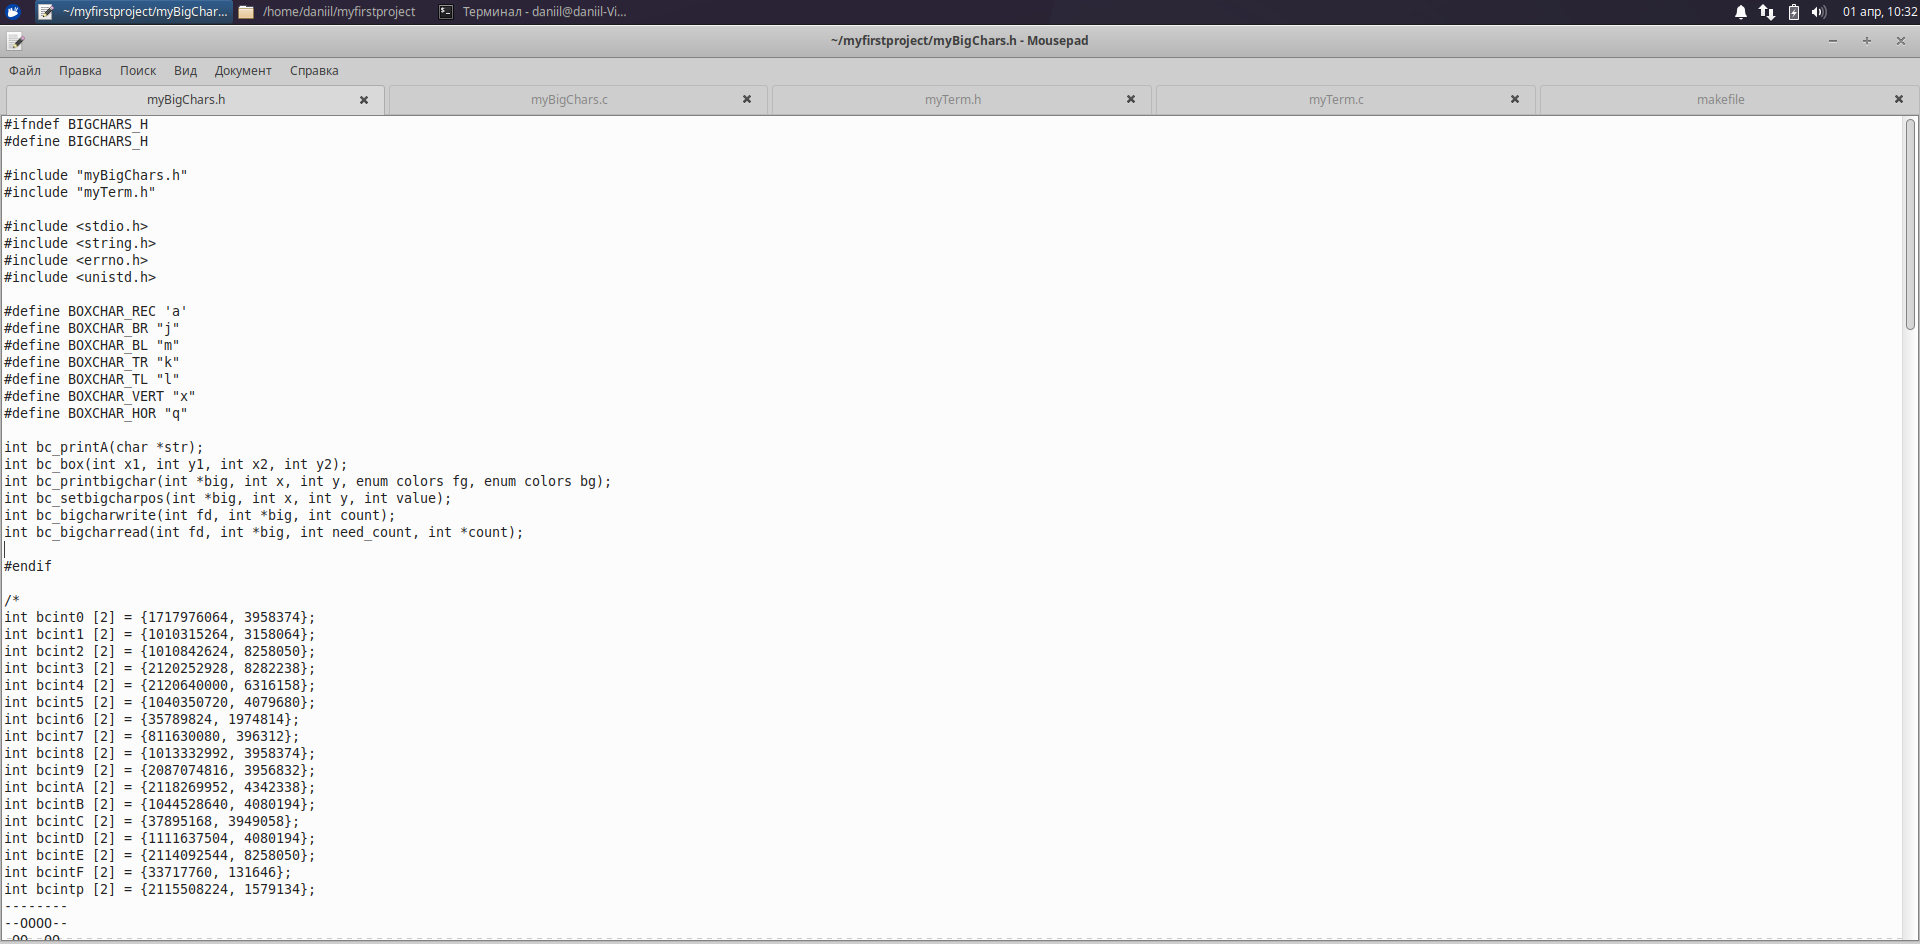 ~/myfirstproject/myBigChar... /home/daniil/myfirstproject Терминал - daniil@daniil-Vi... 01 апр, 10:32
~/myfirstproject/myBigChars.h - Mousepad
Файл Правка Поиск Вид Документ Справка
myBigChars.h myBigChars.c myTerm.h myTerm.c makefile
#ifndef BIGCHARS_H
#define BIGCHARS_H
#include "myBigChars.h"
#include "myTerm.h"
#include <stdio.h>
#include <string.h>
#include <errno.h>
#include <unistd.h>
#define BOXCHAR_REC 'a'
#define BOXCHAR_BR "j"
#define BOXCHAR_BL "m"
#define BOXCHAR_TR "k"
#define BOXCHAR_TL "l"
#define BOXCHAR_VERT "x"
#define BOXCHAR_HOR "q"
int bc_printA(char *str);
int bc_box(int x1, int y1, int x2, int y2);
int bc_printbigchar(int *big, int x, int y, enum colors fg, enum colors bg);
int bc_setbigcharpos(int *big, int x, int y, int value);
int bc_bigcharwrite(int fd, int *big, int count);
int bc_bigcharread(int fd, int *big, int need_count, int *count);
#endif
/*
int bcint0 [2] = {1717976064, 3958374};
int bcint1 [2] = {1010315264, 3158064};
int bcint2 [2] = {1010842624, 8258050};
int bcint3 [2] = {2120252928, 8282238};
int bcint4 [2] = {2120640000, 6316158};
int bcint5 [2] = {1040350720, 4079680};
int bcint6 [2] = {35789824, 1974814};
int bcint7 [2] = {811630080, 396312};
int bcint8 [2] = {1013332992, 3958374};
int bcint9 [2] = {2087074816, 3956832};
int bcintA [2] = {2118269952, 4342338};
int bcintB [2] = {1044528640, 4080194};
int bcintC [2] = {37895168, 3949058};
int bcintD [2] = {1111637504, 4080194};
int bcintE [2] = {2114092544, 8258050};
int bcintF [2] = {33717760, 131646};
int bcintp [2] = {2115508224, 1579134};
--------
--OOOO--